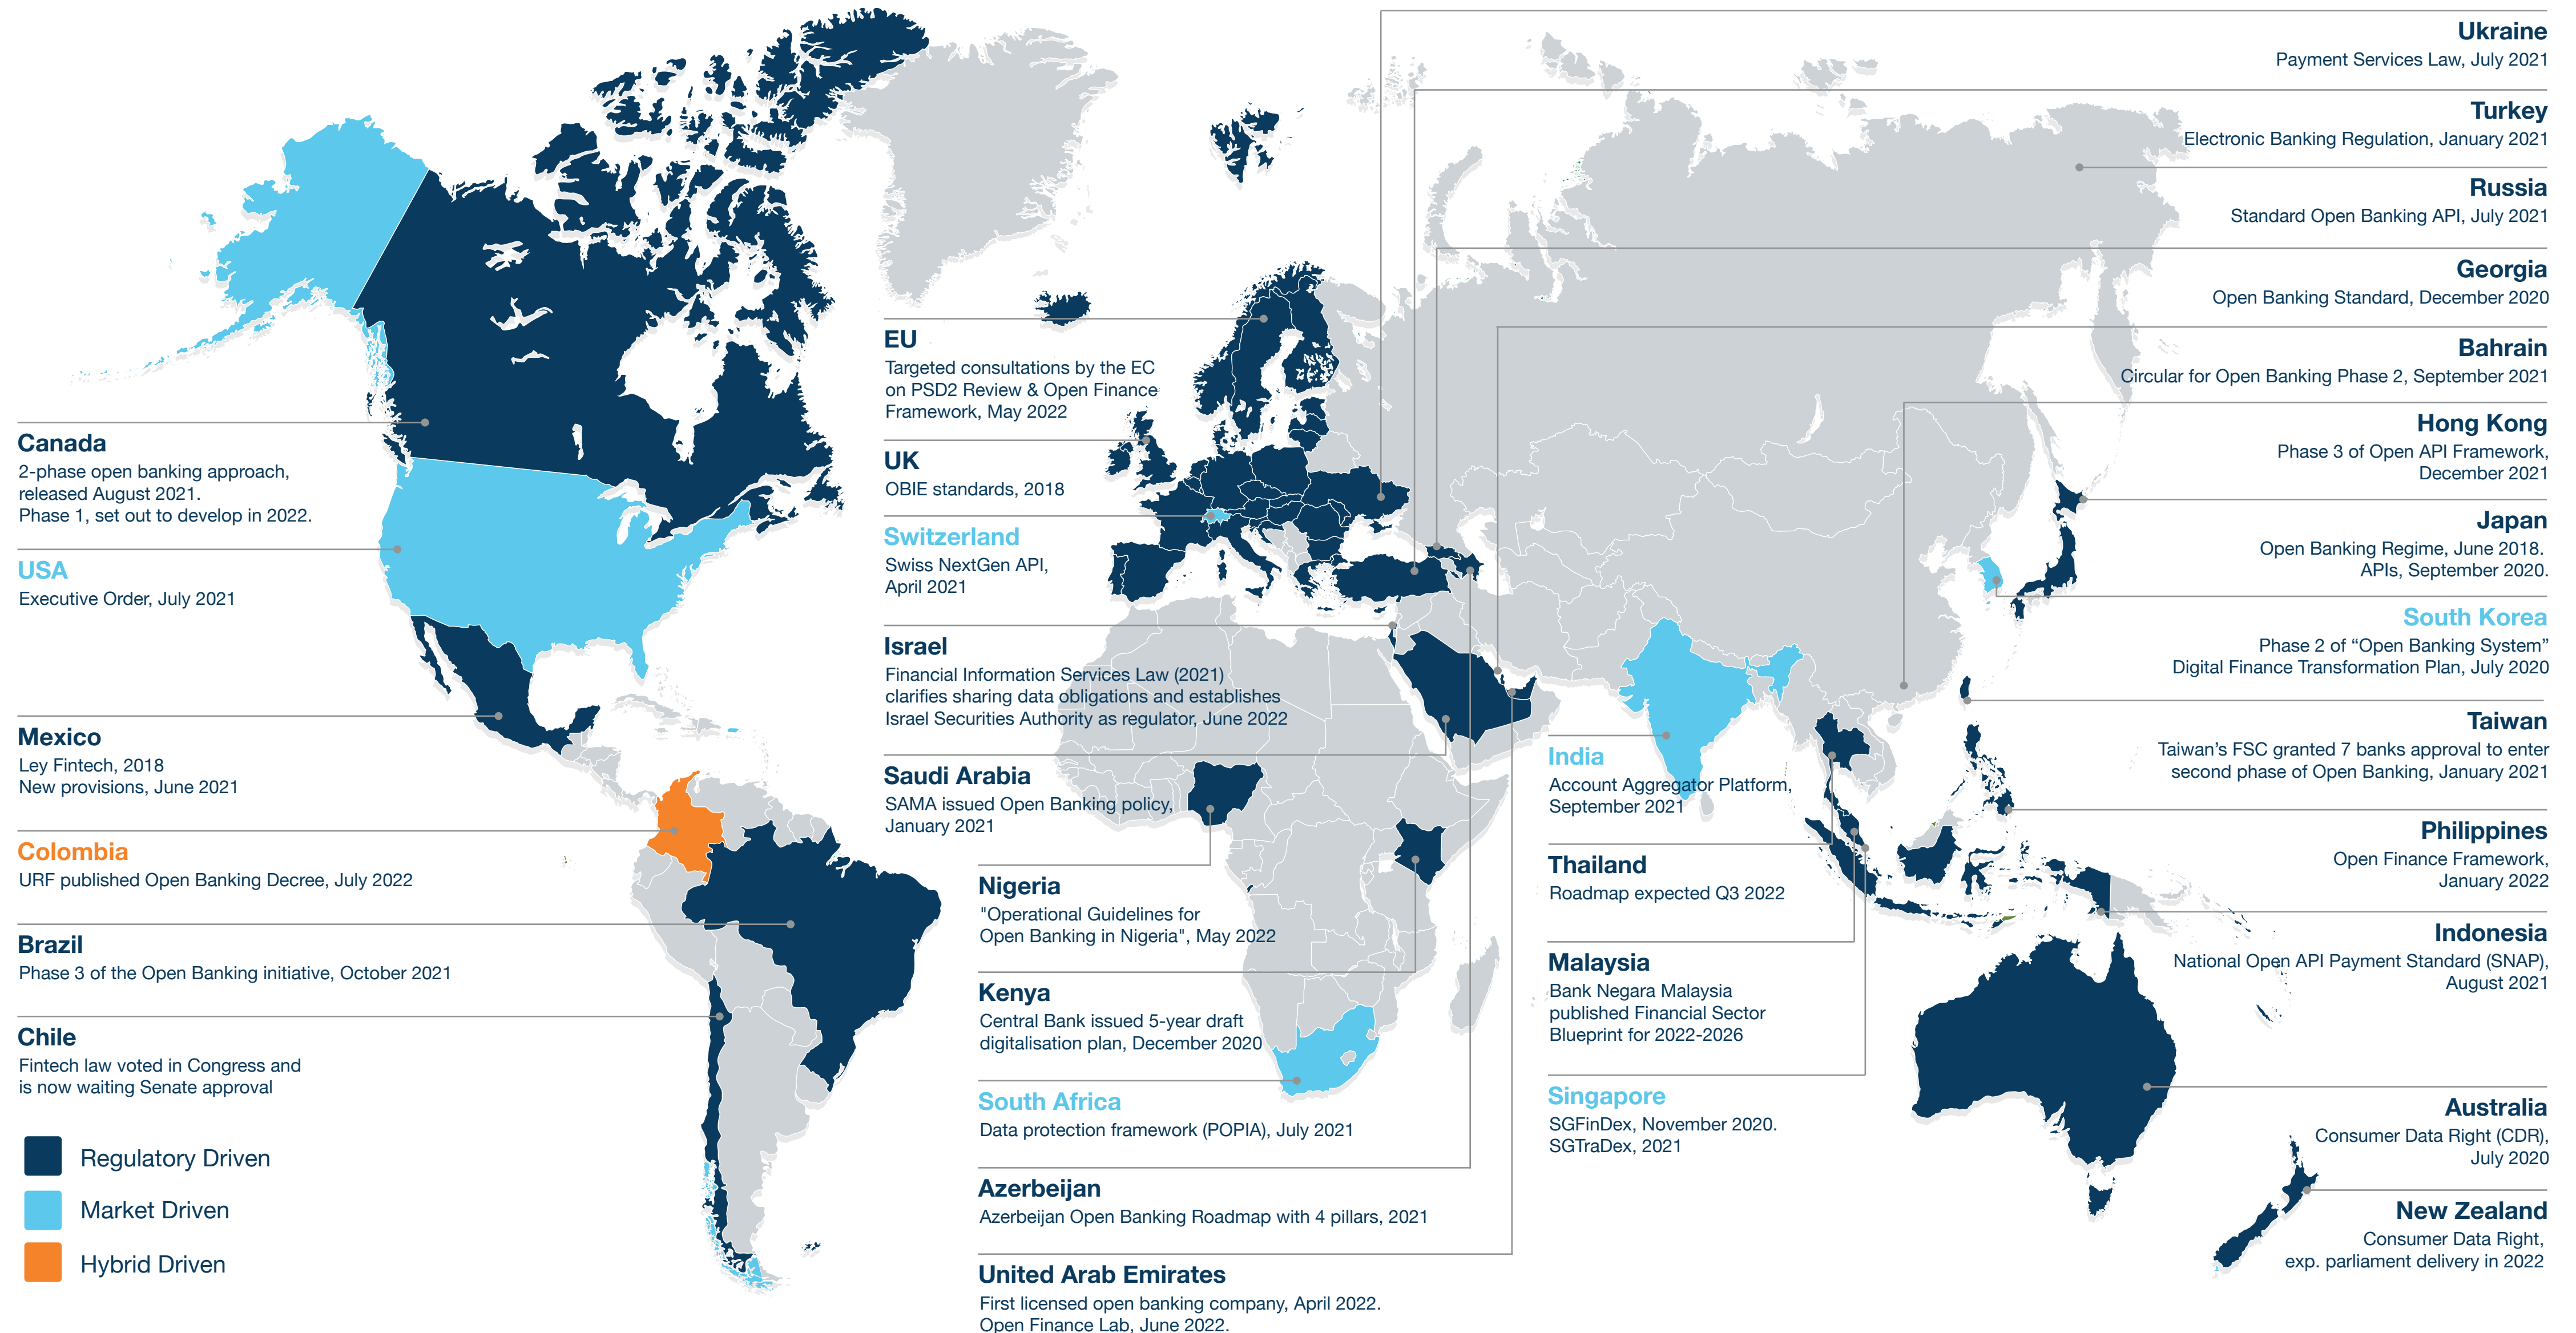 Canada
2-phase open banking approach,
released August 2021.
Phase 1, set out to develop in 2022.
USA
Executive Order, July 2021
Mexico
Ley Fintech, 2018
New provisions, June 2021
Colombia
URF published Open Banking Decree, July 2022
Brazil
Phase 3 of the Open Banking initiative, October 2021
Chile
Fintech law voted in Congress and
is now waiting Senate approval
Regulatory Driven
Market Driven
Hybrid Driven
EU
Targeted consultations by the EC
on PSD2 Review & Open Finance
Framework, May 2022
UK
OBIE standards, 2018
Switzerland
Swiss NextGen API,
April 2021
Israel
Financial Information Services Law (2021)
clarifies sharing data obligations and establishes
Israel Securities Authority as regulator, June 2022
Saudi Arabia
SAMA issued Open Banking policy,
January 2021
Nigeria
"Operational Guidelines for
Open Banking in Nigeria", May 2022
Kenya
Central Bank issued 5-year draft
digitalisation plan, December 2020
South Africa
Data protection framework (POPIA), July 2021
Azerbeijan
Azerbeijan Open Banking Roadmap with 4 pillars, 2021
United Arab Emirates
First licensed open banking company, April 2022.
Open Finance Lab, June 2022.
India
Account Aggregator Platform,
September 2021
Thailand
Roadmap expected Q3 2022
Malaysia
Bank Negara Malaysia
published Financial Sector
Blueprint for 2022-2026
Singapore
SGFinDex, November 2020.
SGTraDex, 2021
Ukraine
Payment Services Law, July 2021
Turkey
Electronic Banking Regulation, January 2021
Russia
Standard Open Banking API, July 2021
Georgia
Open Banking Standard, December 2020
Bahrain
Circular for Open Banking Phase 2, September 2021
Hong Kong
Phase 3 of Open API Framework,
December 2021
Japan
Open Banking Regime, June 2018.
APIs, September 2020.
South Korea
Phase 2 of “Open Banking System”
Digital Finance Transformation Plan, July 2020
Taiwan
Taiwan’s FSC granted 7 banks approval to enter
second phase of Open Banking, January 2021
Philippines
Open Finance Framework,
January 2022
Indonesia
National Open API Payment Standard (SNAP),
August 2021
Australia
Consumer Data Right (CDR),
July 2020
New Zealand
Consumer Data Right,
exp. parliament delivery in 2022